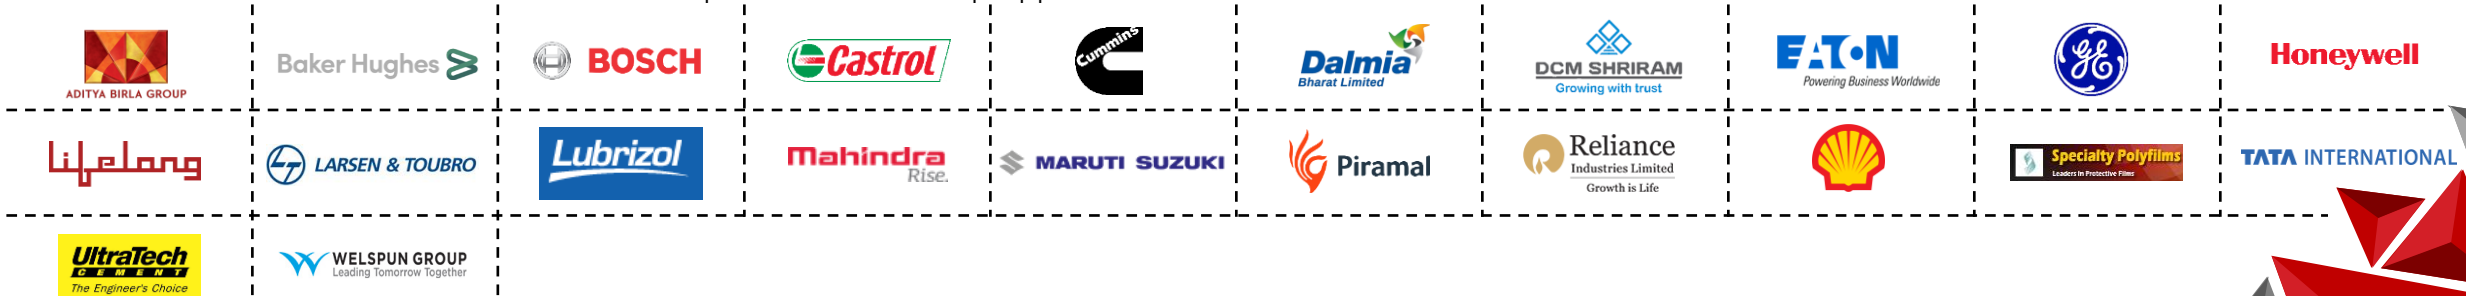 ADITYA BIRLA GROUP
Baker Hughes
BOSCH
Castrol
Cummins
Dalmia
Bharat Limited
DCM SHRIRAM
Growing with trust
EATON
Powering Business Worldwide
GE
Honeywell
Lifelong
LARSEN & TOUBRO
Lubrizol
Mahindra
Rise.
MARUTI SUZUKI
Piramal
Reliance
Industries Limited
Growth is Life
Specialty Polyfilms
Leaders in Protective Films
TATA INTERNATIONAL
UltraTech
CEMENT
The Engineer's Choice
WELSPUN GROUP
Leading Tomorrow Together